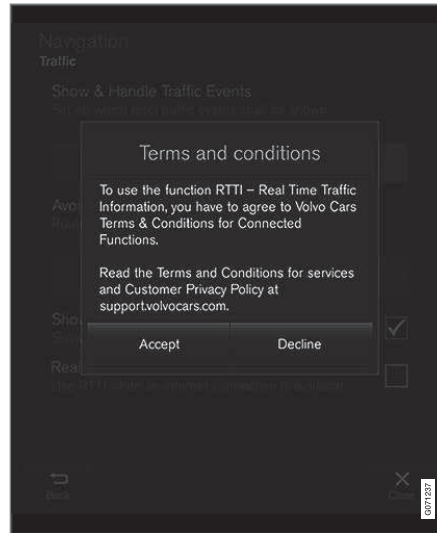 Navigation
Traffic
Show & Handle Traffic Events
Terms and conditions
To use the function RTTI – Real Time Traffic
Information, you have to agree to Volvo Cars
Terms & Conditions for Connected
Functions.
Read the Terms and Conditions for services
and Customer Privacy Policy at
support.volvocars.com.
Accept
Decline
Back
Close
G071237